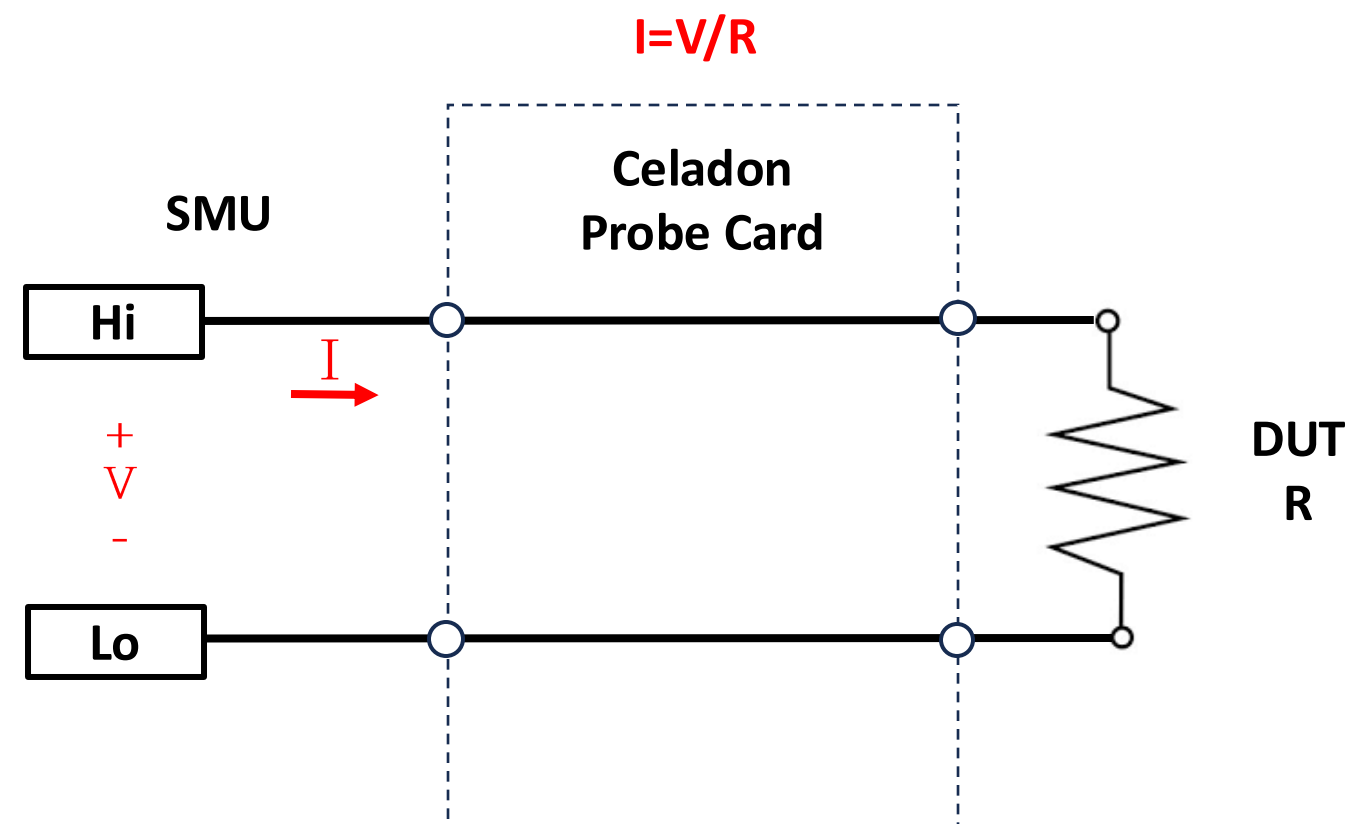 I=V/R
Celadon
Probe Card
SMU
Hi
I
+
V
-
DUT
R
Lo